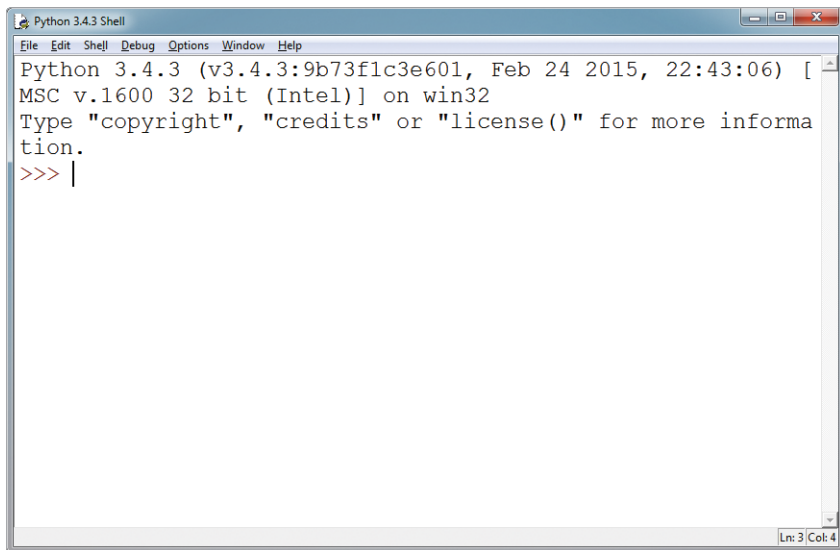 Python 3.4.3 Shell
File Edit Shell Debug Options Window Help
Python 3.4.3 (v3.4.3:9b73f1c3e601, Feb 24 2015, 22:43:06) [
MSC v.1600 32 bit (Intel)] on win32
Type "copyright", "credits" or "license()" for more informa
tion.
>>>
Ln: 3 Col: 4